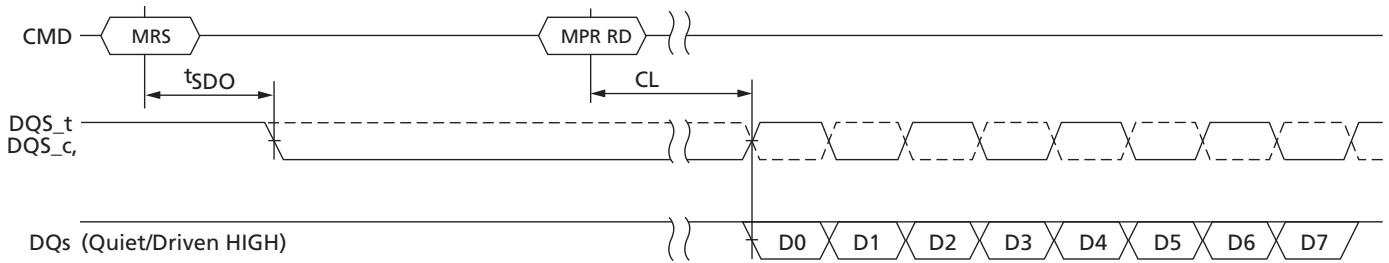 CMD MRS MPR RD
tSDO CL
DQS_t
DQS_c,
DQs (Quiet/Driven HIGH) D0 D1 D2 D3 D4 D5 D6 D7